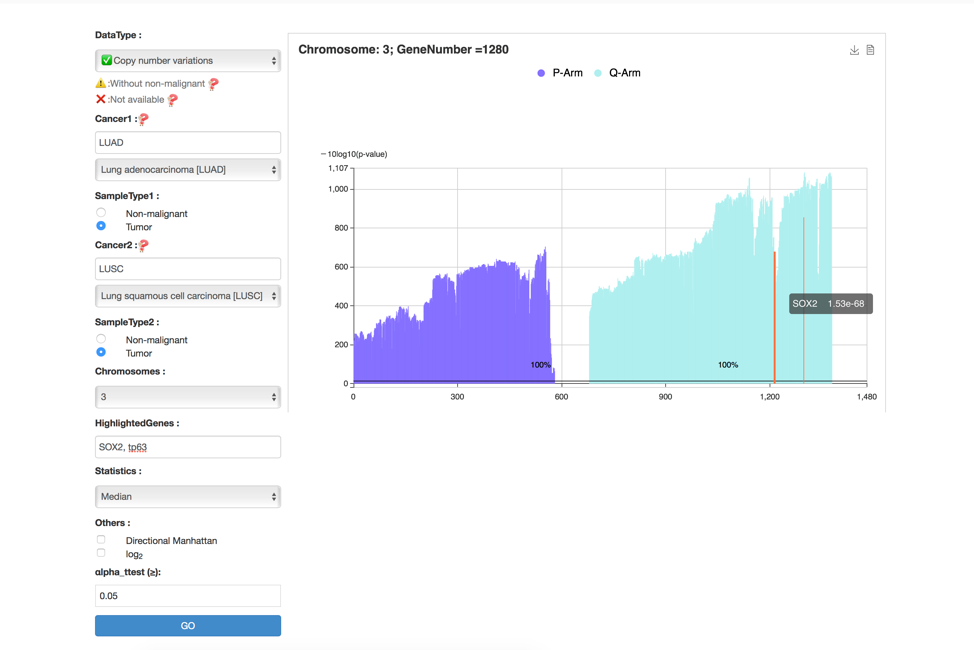 DataType :
✅Copy number variations
⚠️:Without non-malignant
❌:Not available
Cancer1 :
LUAD
Lung adenocarcinoma [LUAD]
SampleType1 :
Non-malignant
Tumor
Cancer2 :
LUSC
Lung squamous cell carcinoma [LUSC]
SampleType2 :
Non-malignant
Tumor
Chromosomes :
3
HighlightedGenes :
SOX2, tp63
Statistics :
Median
Others :
Directional Manhattan
log2
alpha_ttest (≥):
0.05
GO
Chromosome: 3; GeneNumber =1280
P-Arm Q-Arm
−10log10(p-value)
1,107
1,000
800
600
400
200
0
SOX2 1.53e-68
100% 100%
0 300 600 900 1,200 1,480